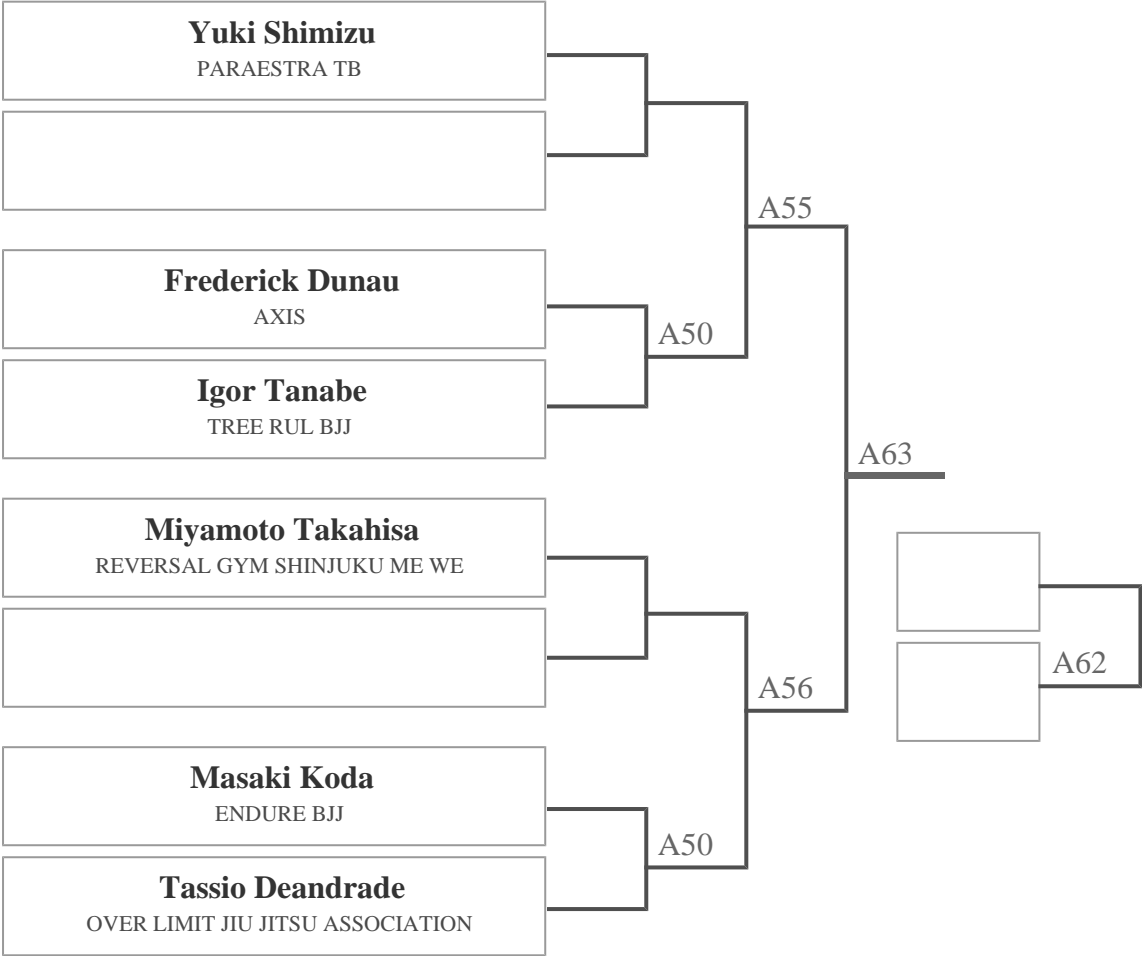 Yuki Shimizu
PARAESTRA TB
A55
Frederick Dunau
AXIS
A50
Igor Tanabe
TREE RUL BJJ
A63
Miyamoto Takahisa
REVERSAL GYM SHINJUKU ME WE
A62
A56
Masaki Koda
ENDURE BJJ
A50
Tassio Deandrade
OVER LIMIT JIU JITSU ASSOCIATION